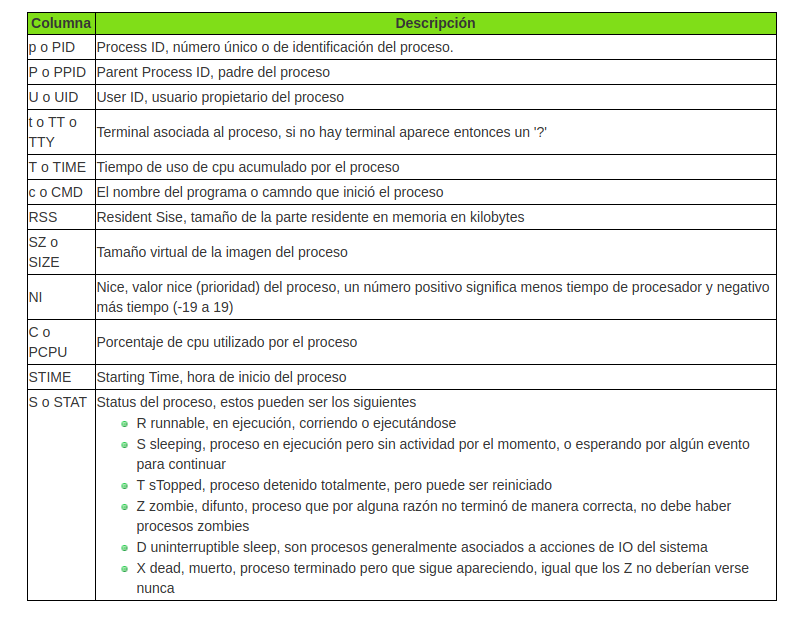 Columna Descripción
p o PID Process ID, número único o de identificación del proceso.
P o PPID Parent Process ID, padre del proceso
U o UID User ID, usuario propietario del proceso
t o TT o
TTY
Terminal asociada al proceso, si no hay terminal aparece entonces un '?'
T o TIME Tiempo de uso de cpu acumulado por el proceso
c o CMD El nombre del programa o camndo que inició el proceso
RSS Resident Sise, tamaño de la parte residente en memoria en kilobytes
SZ o
SIZE
Tamaño virtual de la imagen del proceso
NI
Nice, valor nice (prioridad) del proceso, un número positivo significa menos tiempo de procesador y negativo
más tiempo (-19 a 19)
C o
PCPU
Porcentaje de cpu utilizado por el proceso
STIME Starting Time, hora de inicio del proceso
S o STAT Status del proceso, estos pueden ser los siguientes
R runnable, en ejecución, corriendo o ejecutándose
S sleeping, proceso en ejecución pero sin actividad por el momento, o esperando por algún evento
para continuar
T sTopped, proceso detenido totalmente, pero puede ser reiniciado
Z zombie, difunto, proceso que por alguna razón no terminó de manera correcta, no debe haber
procesos zombies
D uninterruptible sleep, son procesos generalmente asociados a acciones de IO del sistema
X dead, muerto, proceso terminado pero que sigue apareciendo, igual que los Z no deberían verse
nunca